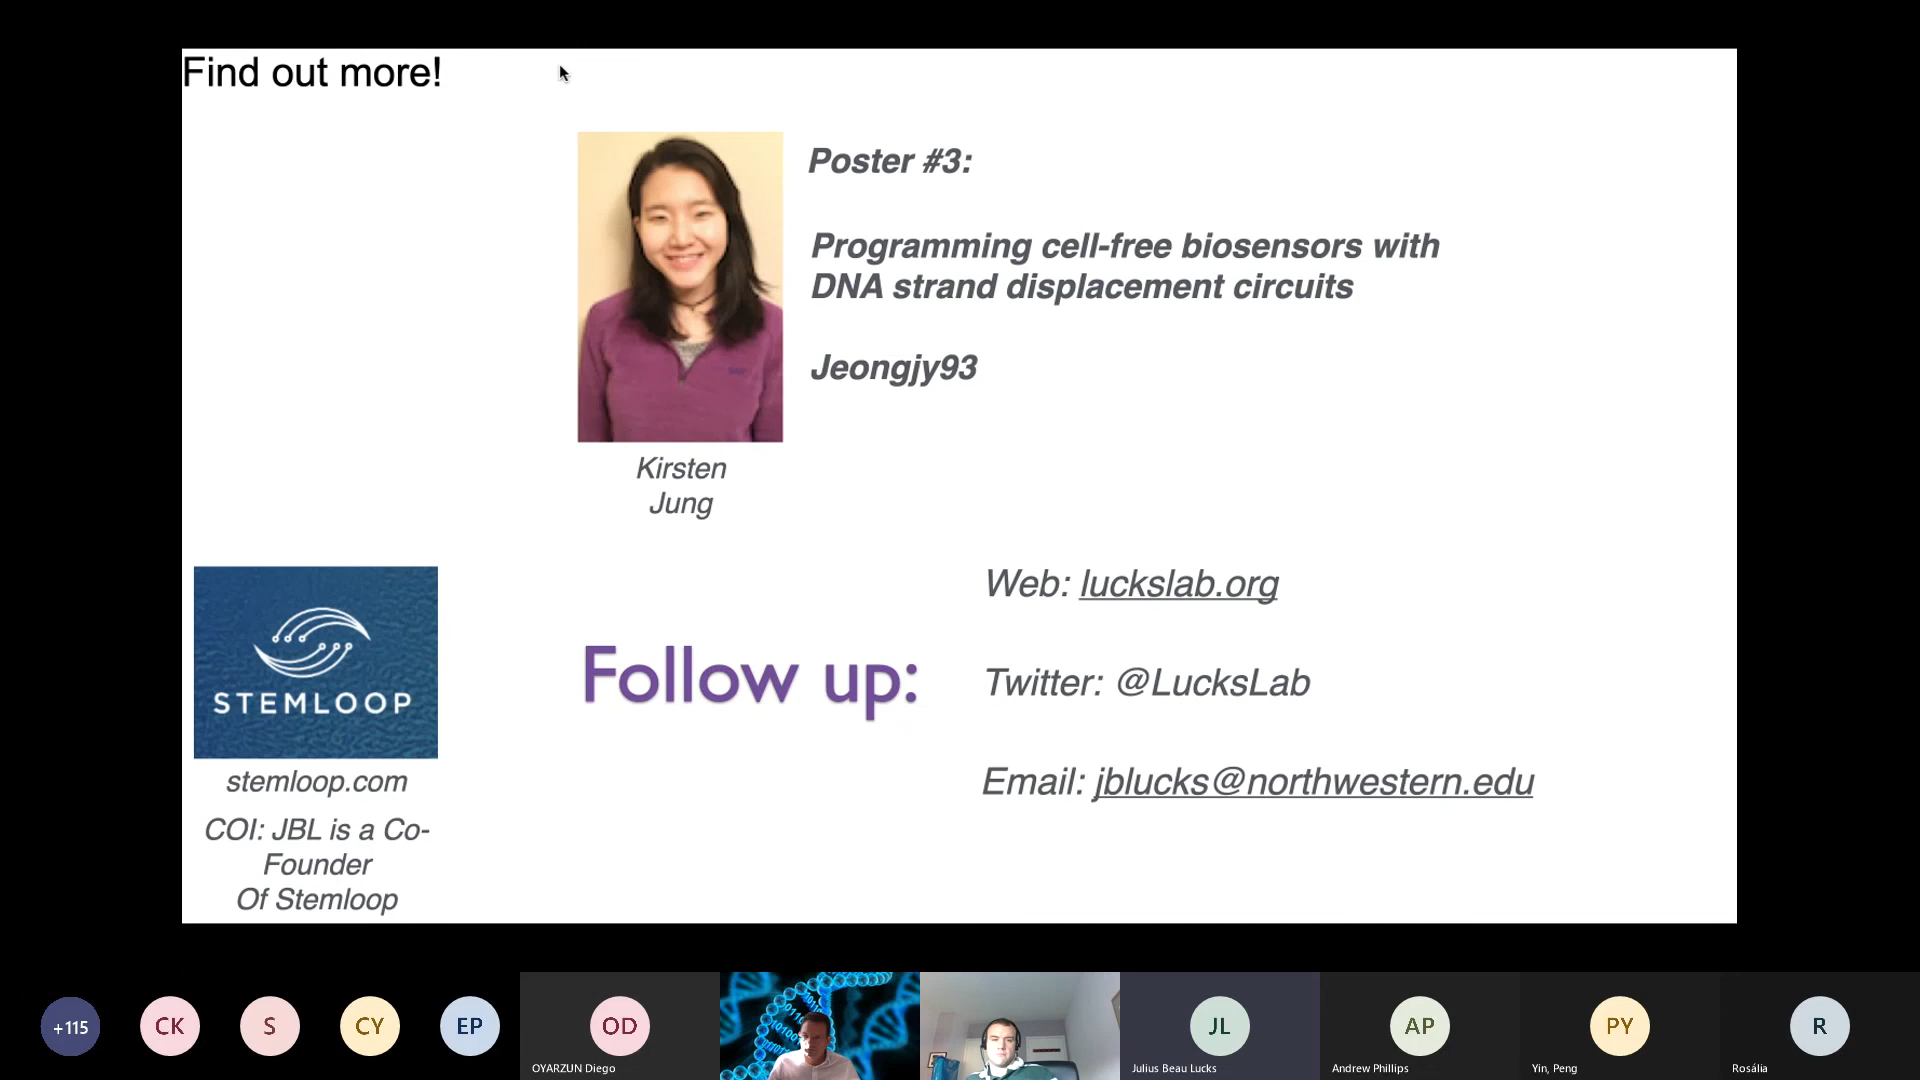 Find out more!
Poster #3:
Programming cell-free biosensors with
DNA strand displacement circuits
Jeongjy93
Kirsten
Jung
STEMLOOP
stemloop.com
COI: JBL is a Co-
Founder
Of Stemloop
Follow up:
Web: luckslab.org
Twitter: @LucksLab
Email: jblucks@northwestern.edu
+115
CK
S
CY
EP
OD
OYARZUN Diego
JL
Julius Beau Lucks
AP
Andrew Phillips
PY
Yin, Peng
R
Rosália